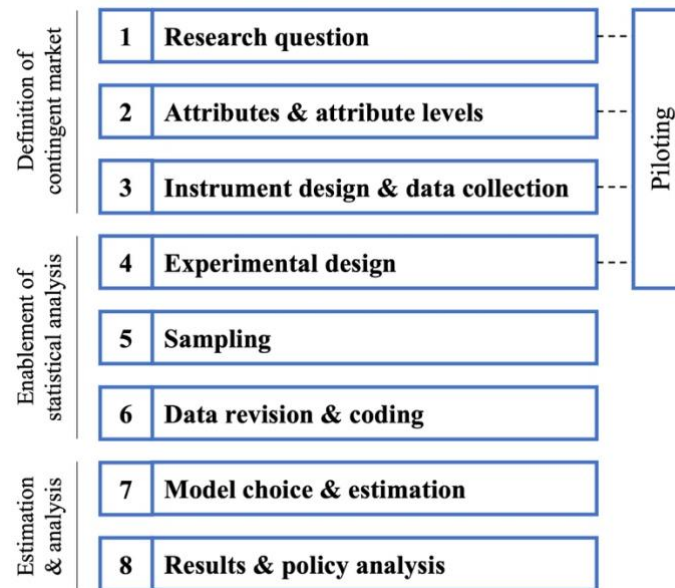 Definition of
contingent market
1 Research question
2 Attributes & attribute levels
3 Instrument design & data collection
Piloting
Enablement of
statistical analysis
4 Experimental design
5 Sampling
6 Data revision & coding
Estimation
& analysis
7 Model choice & estimation
8 Results & policy analysis